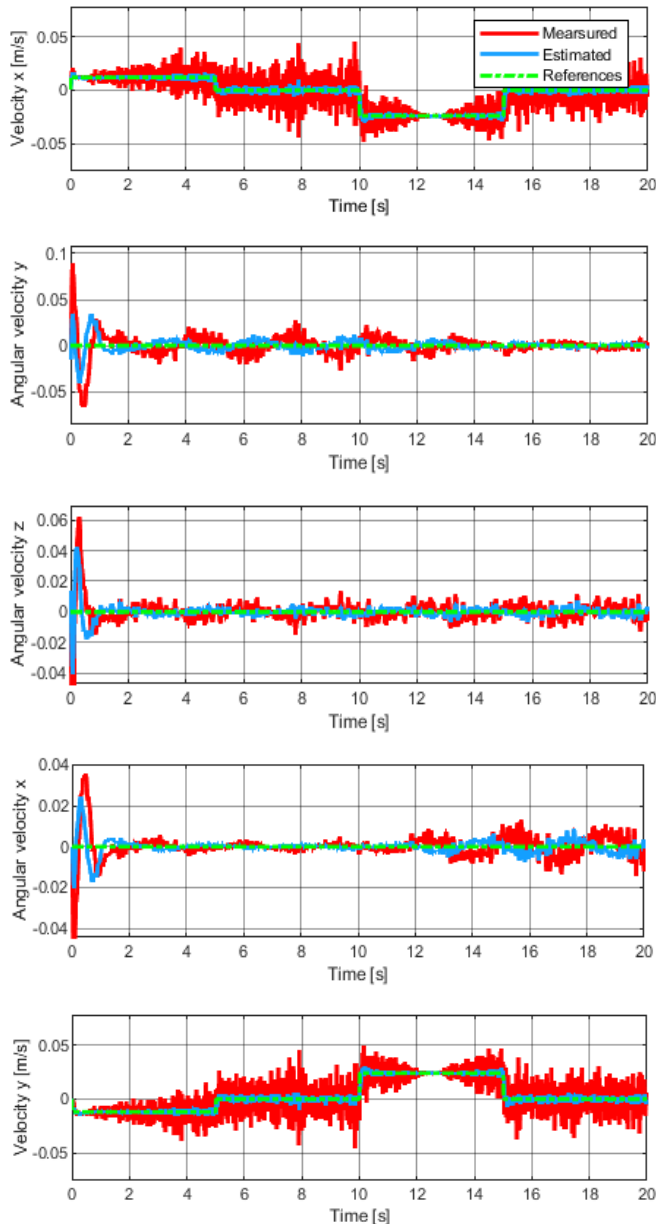 Mearsured
Estimated
References
Velocity x [m/s]
0.05
0
-0.05
0 2 4 6 8 10 12 14 16 18 20
Time [s]
Angular velocity y
0.1
0.05
0
-0.05
0 2 4 6 8 10 12 14 16 18 20
Time [s]
Angular velocity z
0.06
0.04
0.02
0
-0.02
-0.04
0 2 4 6 8 10 12 14 16 18 20
Time [s]
Angular velocity x
0.04
0.02
0
-0.02
-0.04
0 2 4 6 8 10 12 14 16 18 20
Time [s]
Velocity y [m/s]
0.05
0
-0.05
0 2 4 6 8 10 12 14 16 18 20
Time [s]